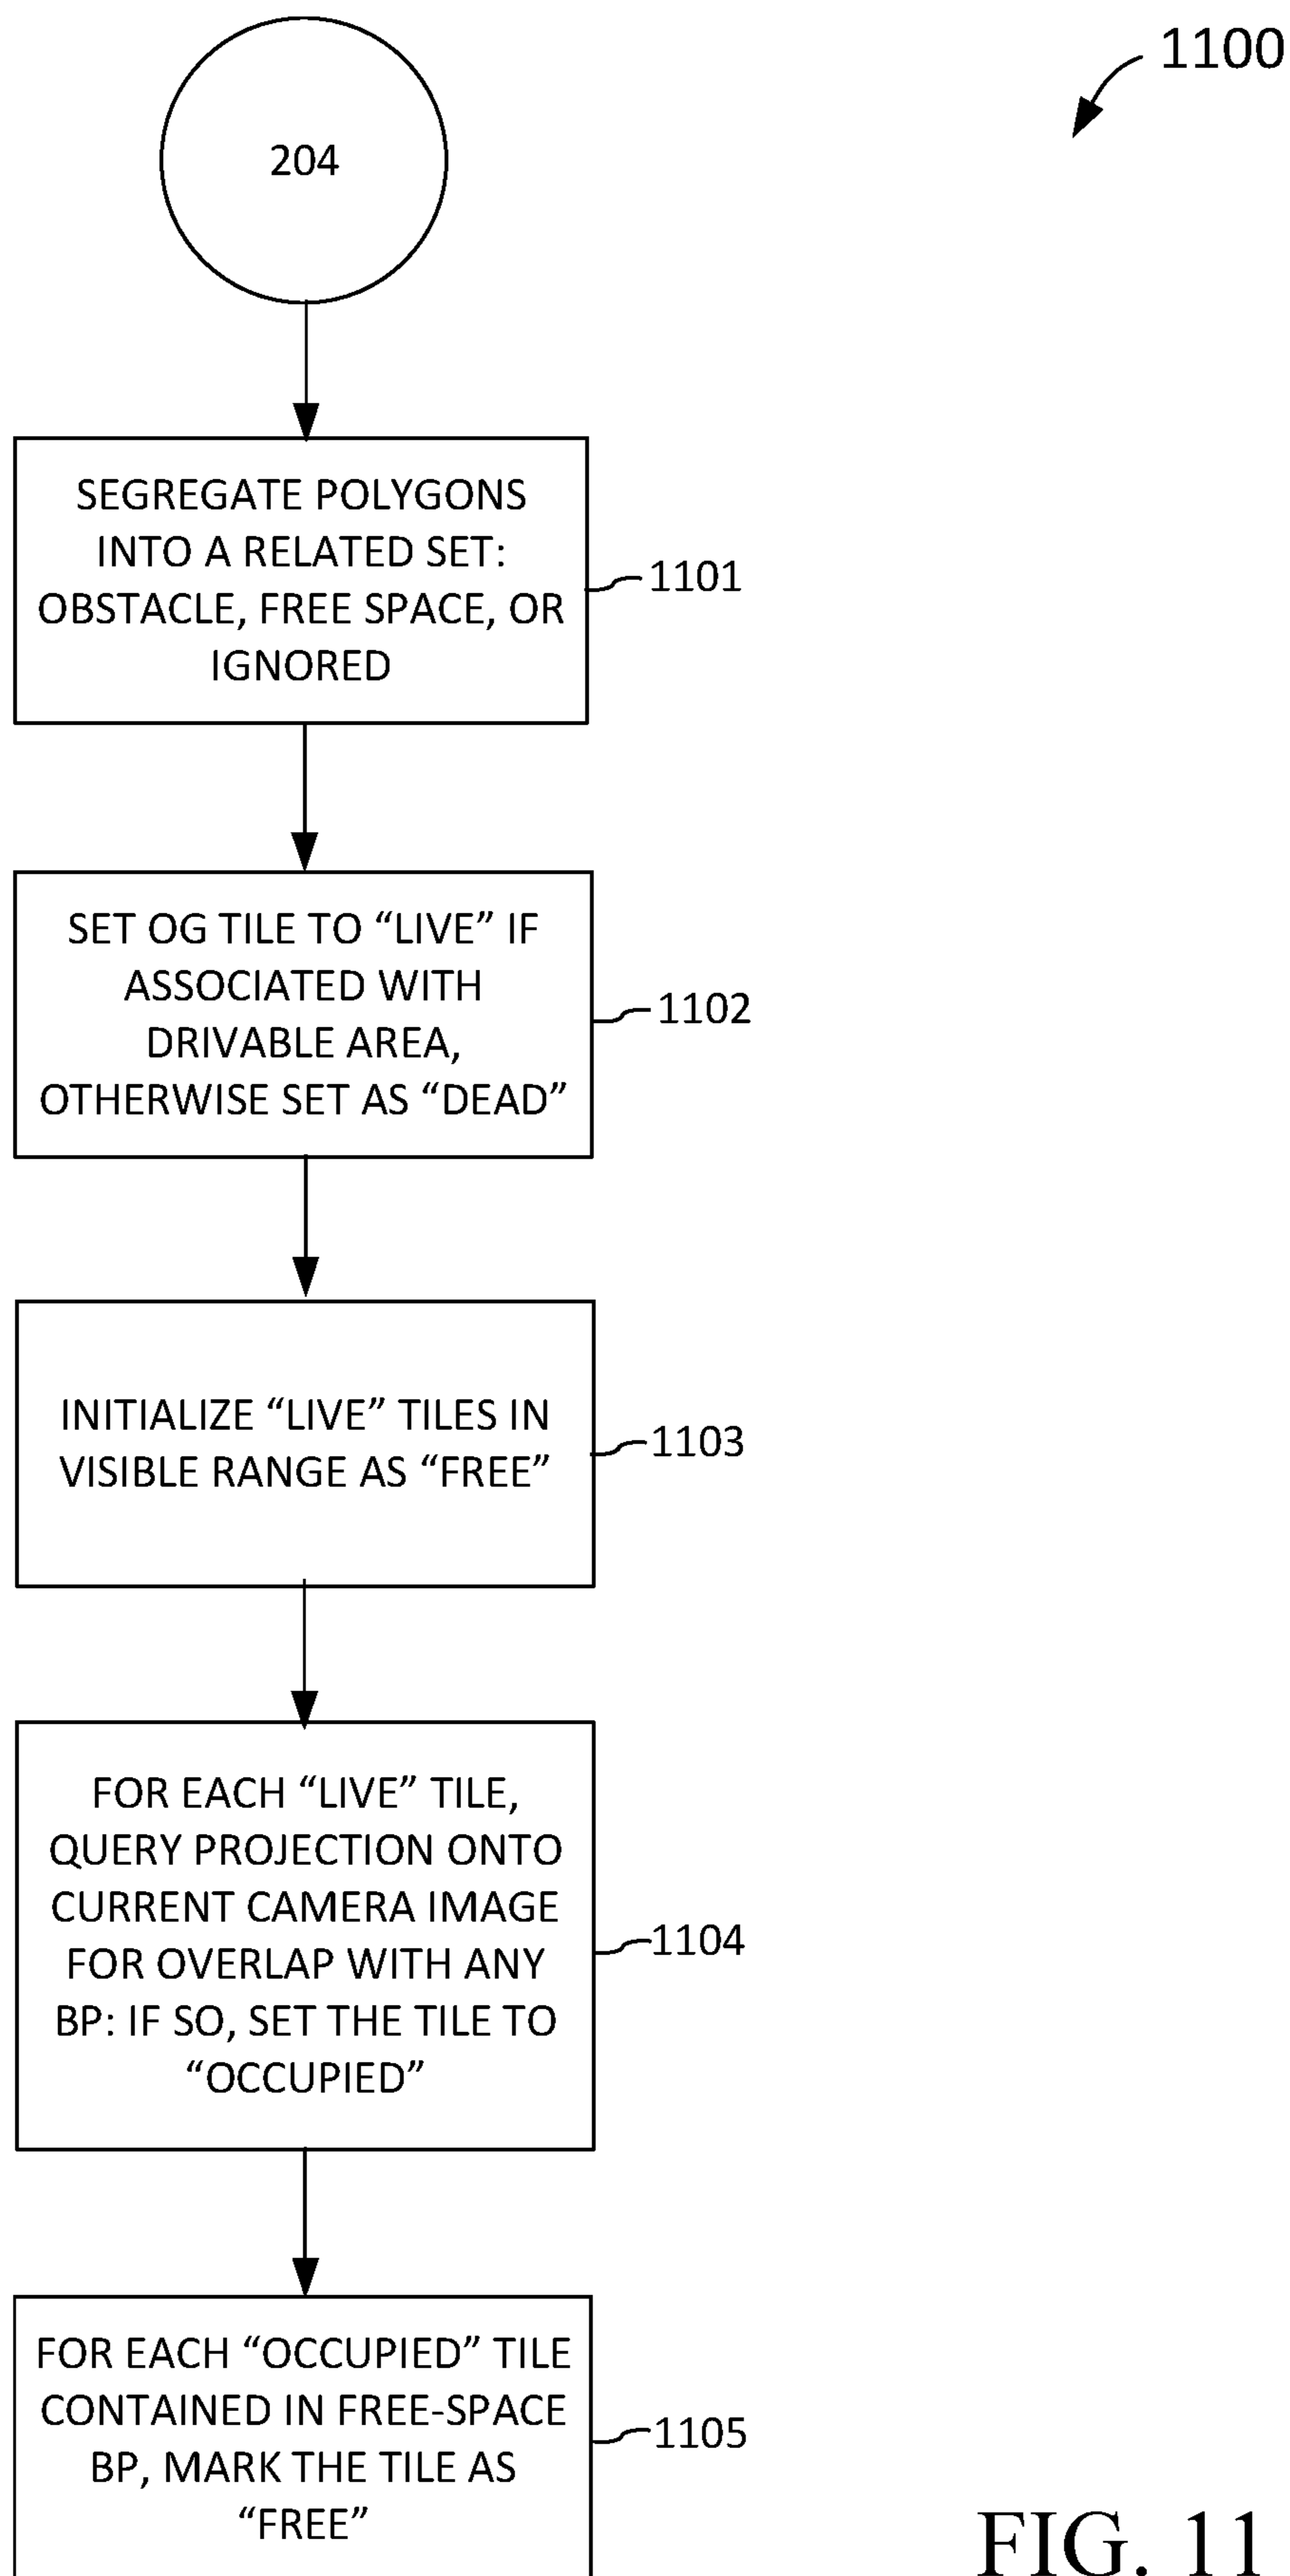 1100
204
SEGREGATE POLYGONS
INTO A RELATED SET:
OBSTACLE, FREE SPACE, OR
IGNORED
1101
SET OG TILE TO “LIVE” IF
ASSOCIATED WITH
DRIVABLE AREA,
OTHERWISE SET AS “DEAD”
1102
INITIALIZE “LIVE” TILES IN
VISIBLE RANGE AS “FREE”
1103
FOR EACH “LIVE” TILE,
QUERY PROJECTION ONTO
CURRENT CAMERA IMAGE
FOR OVERLAP WITH ANY
BP: IF SO, SET THE TILE TO
“OCCUPIED”
1104
FOR EACH “OCCUPIED” TILE
CONTAINED IN FREE-SPACE
BP, MARK THE TILE AS
“FREE”
1105
FIG. 11